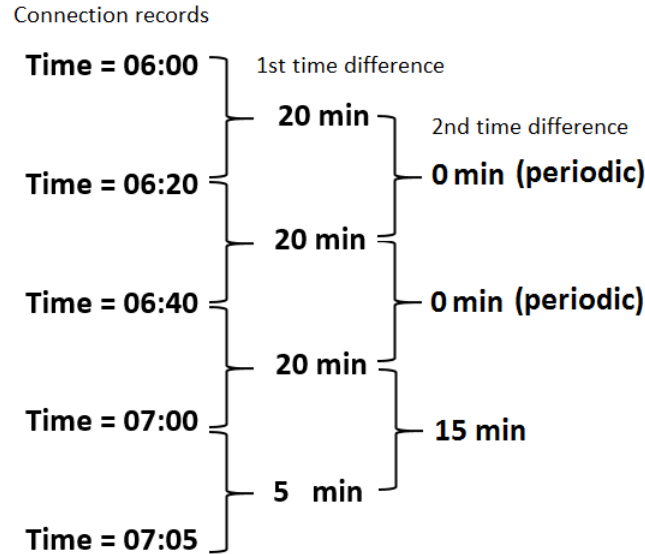 Connection records
Time = 06:00
1st time difference
20 min
2nd time difference
0 min (periodic)
Time = 06:20
20 min
0 min (periodic)
Time = 06:40
20 min
Time = 07:00
15 min
5 min
Time = 07:05